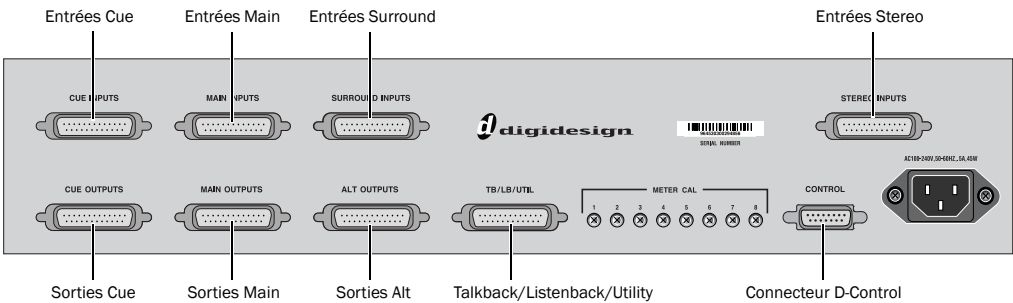 Entrées Cue Entrées Main Entrées Surround Entrées Stereo
CUE INPUTS MAIN INPUTS SURROUND INPUTS STEREO INPUTS
digidesign
SERIAL NUMBER
AC100-240V,50-60HZ,.5A,45W
CUE OUTPUTS MAIN OUTPUTS ALT OUTPUTS TB/LB/UTIL METER CAL CONTROL
1 2 3 4 5 6 7 8
Sorties Cue Sorties Main Sorties Alt Talkback/Listenback/Utility Connecteur D-Control